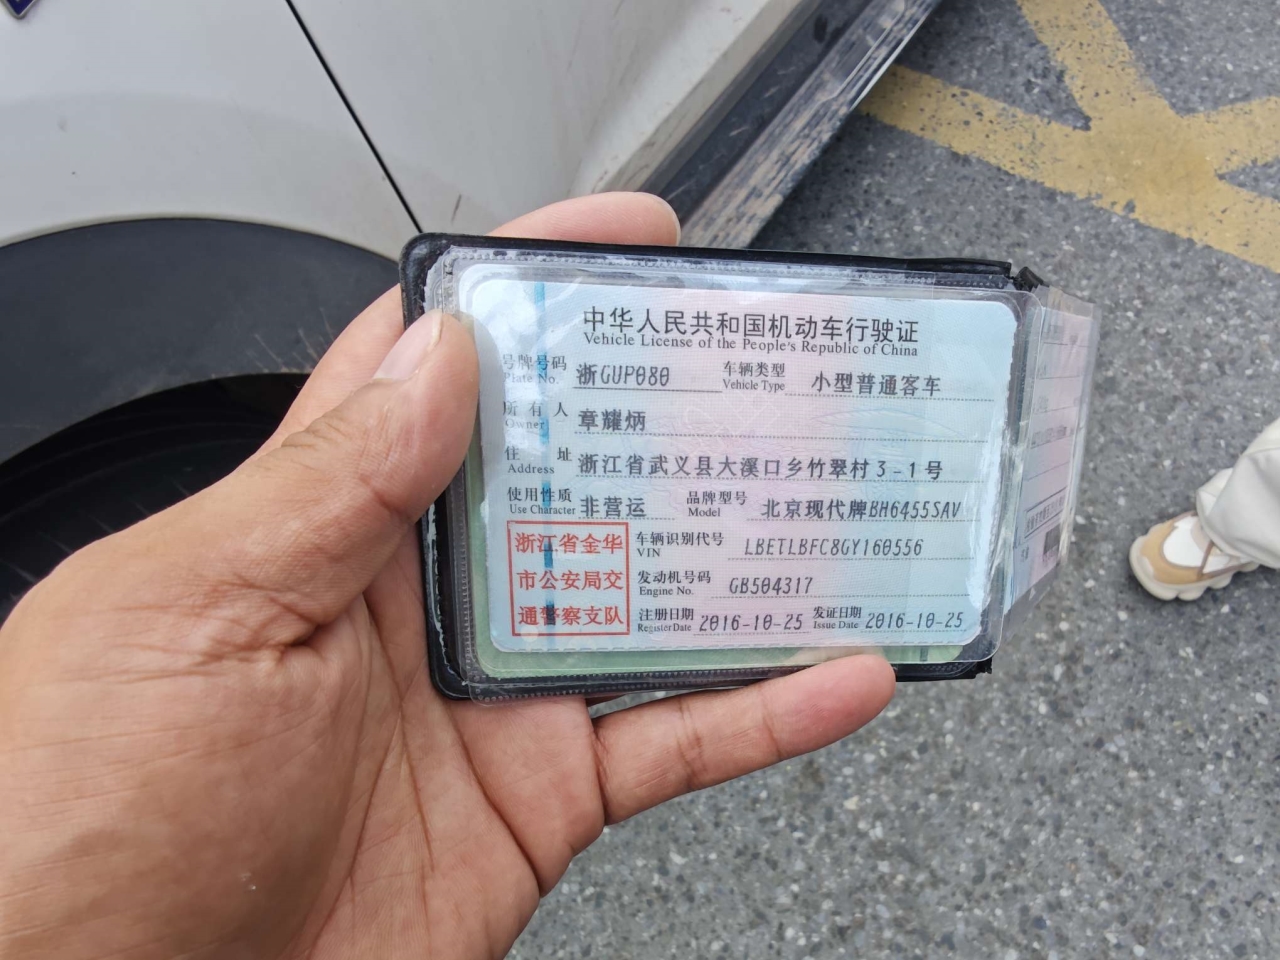 中华人民共和国机动车行驶证
Vehicle License of the People's Republic of China
号牌号码 浙GUP080 车辆类型 小型普通客车
Plate No. Vehicle Type
所有人 章耀炳
Owner
住址 浙江省武义县大溪口乡竹翠村3-1号
Address
使用性质 非营运 品牌型号 北京现代牌BH6455SAV
Use Character Model
浙江省金华
市公安局交
通警察支队
车辆识别代号 LBETLBFC8GY160556
VIN
发动机号码 GB504317
Engine No.
注册日期 2016-10-25 发证日期 2016-10-25
Register Date Issue Date